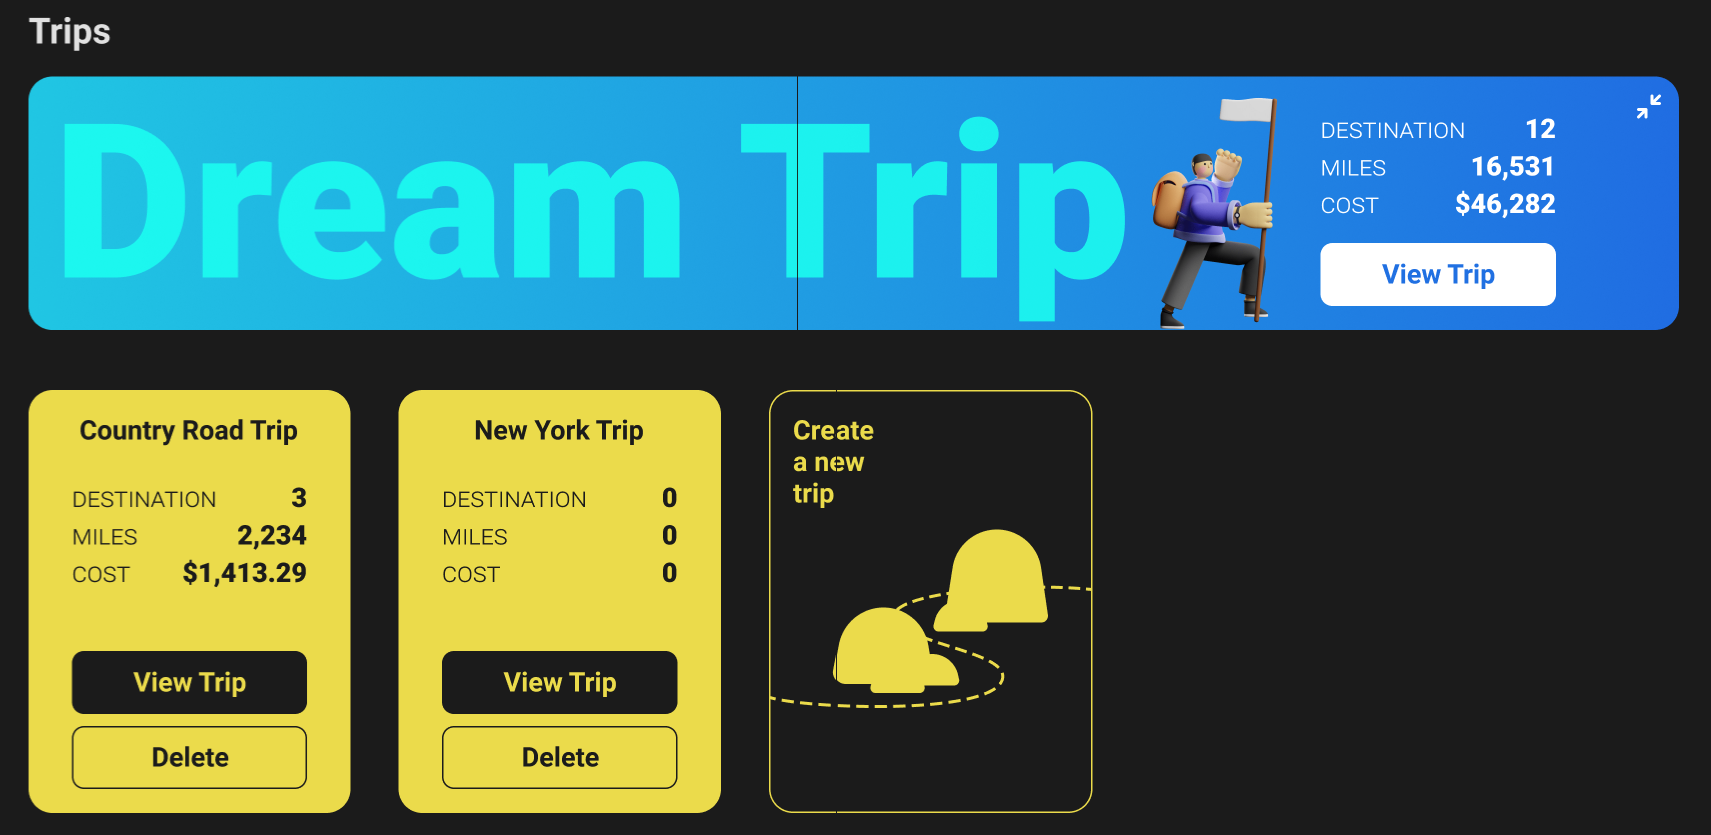 Trips
Dream Trip
DESTINATION 12
MILES 16,531
COST $46,282
View Trip
Country Road Trip
DESTINATION 3
MILES 2,234
COST $1,413.29
View Trip
Delete
New York Trip
DESTINATION 0
MILES 0
COST 0
View Trip
Delete
Create
a new
trip